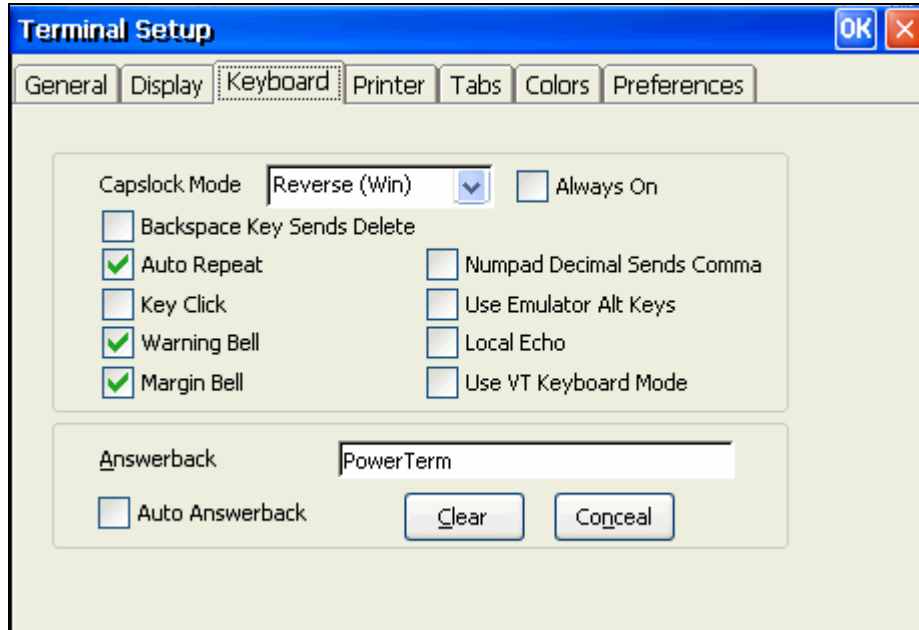 Terminal Setup OK
General Display Keyboard Printer Tabs Colors Preferences
Capslock Mode Reverse (Win) Always On
Backspace Key Sends Delete
Auto Repeat Numpad Decimal Sends Comma
Key Click Use Emulator Alt Keys
Warning Bell Local Echo
Margin Bell Use VT Keyboard Mode
Answerback PowerTerm
Auto Answerback Clear Conceal